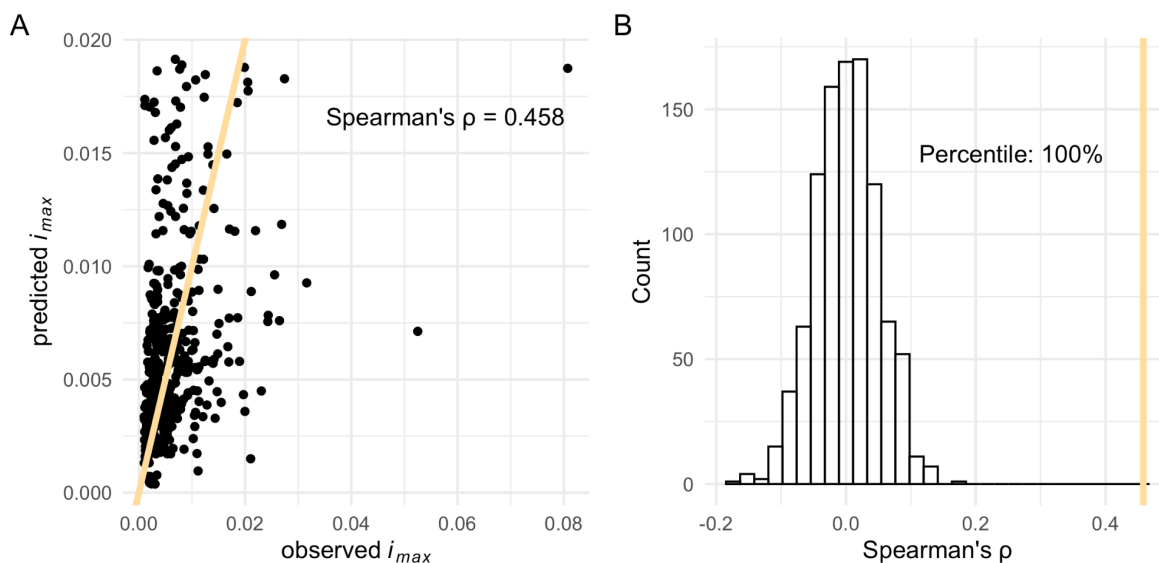 A
0.020
0.015
0.010
0.005
0.000
predicted i max
Spearman's ρ = 0.458
0.00 0.02 0.04 0.06 0.08
observed i max
B
150
100
50
0
Count
Percentile: 100%
-0.2 0.0 0.2 0.4
Spearman's ρ